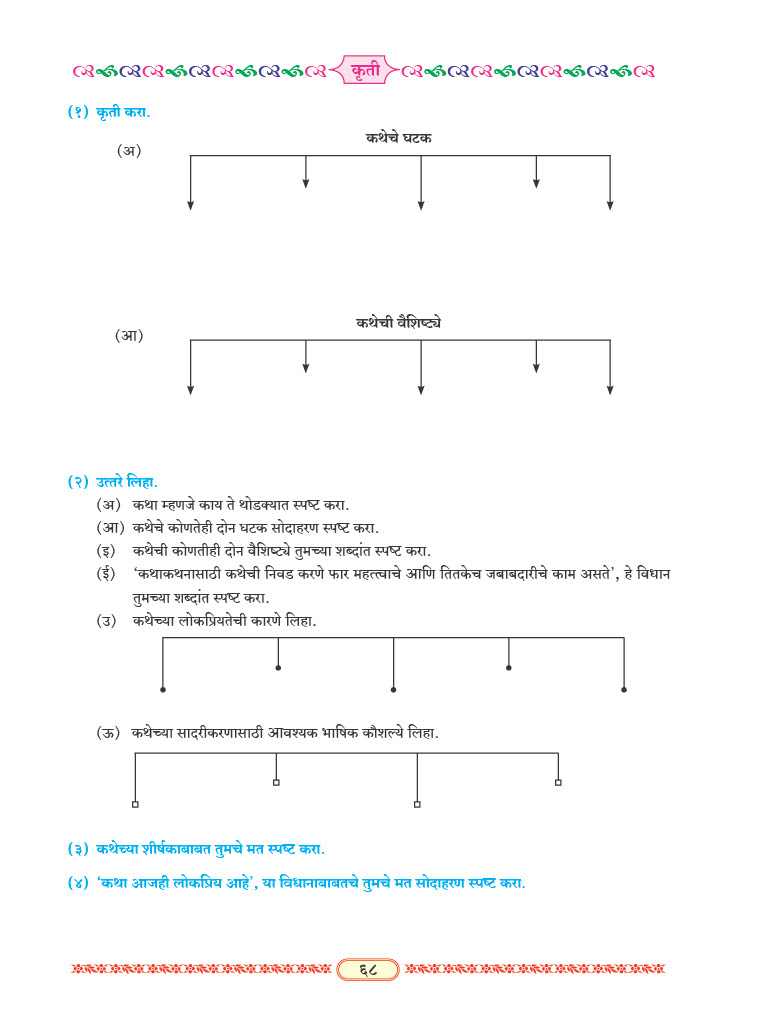 कृती
(१) कृती करा.
कथेचे घटक
(अ)
कथेची वैशिष्ट्ये
(आ)
(२) उत्तरे लिहा.
(अ) कथा म्हणजे काय ते थोडक्यात स्पष्ट करा.
(आ) कथेचे कोणतेही दोन घटक सोदाहरण स्पष्ट करा.
(इ) कथेची कोणतीही दोन वैशिष्ट्ये तुमच्या शब्दांत स्पष्ट करा.
(ई) ‘कथाकथनासाठी कथेची निवड करणे फार महत्त्वाचे आणि तितकेच जबाबदारीचे काम असते’, हे विधान
तुमच्या शब्दांत स्पष्ट करा.
(उ) कथेच्या लोकप्रियतेची कारणे लिहा.
(ऊ) कथेच्या सादरीकरणासाठी आवश्यक भाषिक कौशल्ये लिहा.
(३) कथेच्या शीर्षकाबाबत तुमचे मत स्पष्ट करा.
(४) ‘कथा आजही लोकप्रिय आहे’, या विधानाबाबतचे तुमचे मत सोदाहरण स्पष्ट करा.
६८